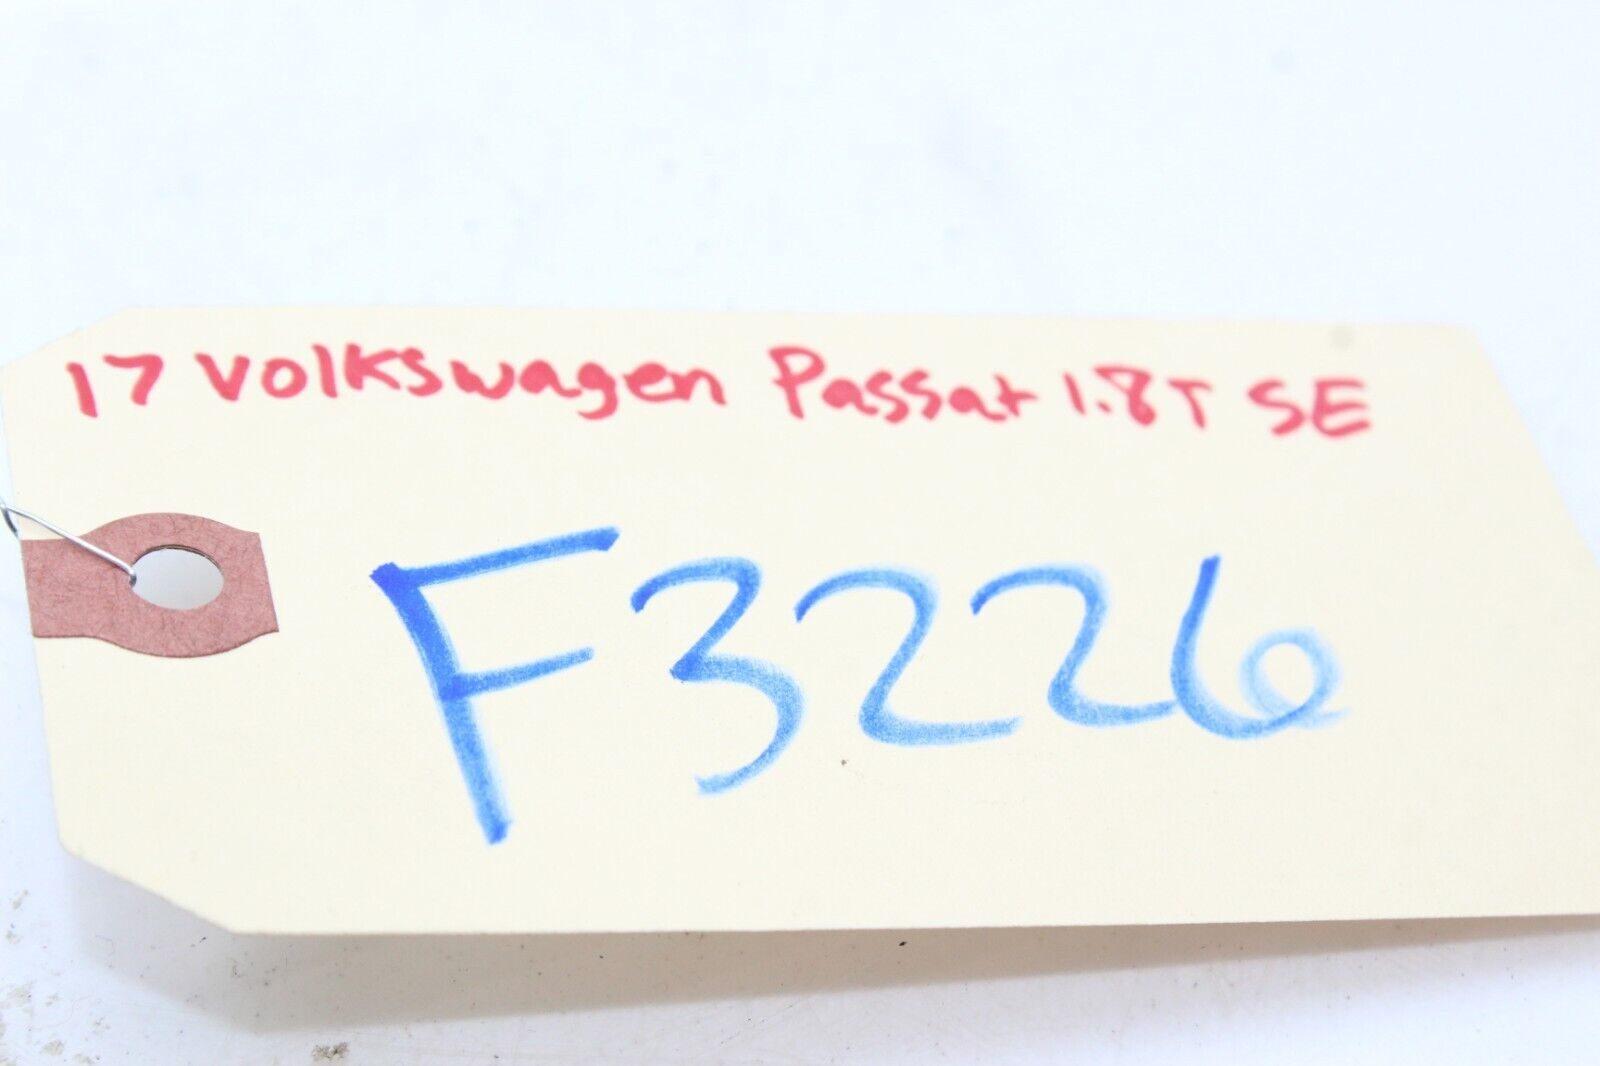 17 Volkswagen Passat 1.8T SE
F3226